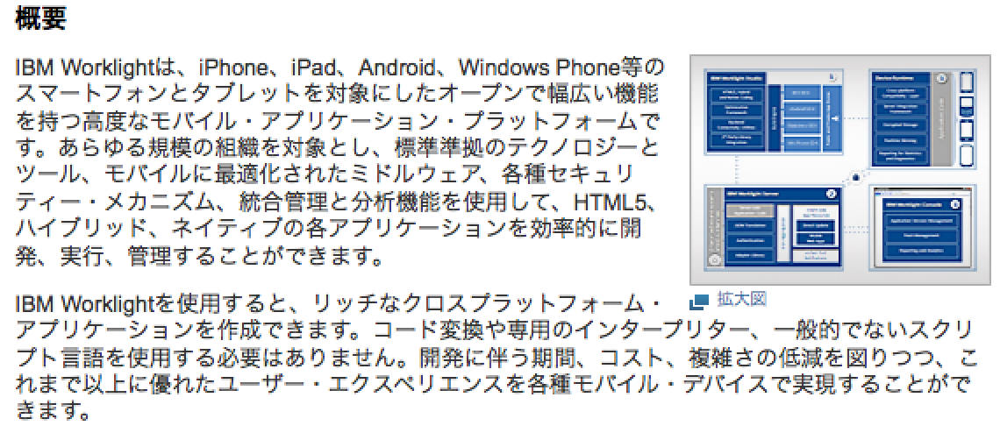 概要
IBM Worklightは、iPhone、iPad、Android、Windows Phone等の
スマートフォンとタブレットを対象にしたオープンで幅広い機能
を持つ高度なモバイル・アプリケーション・プラットフォームで
す。あらゆる規模の組織を対象とし、標準準拠のテクノロジーと
ツール、モバイルに最適化されたミドルウェア、各種セキュリ
ティー・メカニズム、統合管理と分析機能を使用して、HTML5、
ハイブリッド、ネイティブの各アプリケーションを効率的に開
発、実行、管理することができます。
IBM Worklightを使用すると、リッチなクロスプラットフォーム・
アプリケーションを作成できます。コード変換や専用のインタープリター、一般的でないスクリ
プト言語を使用する必要はありません。開発に伴う期間、コスト、複雑さの低減を図りつつ、こ
れまで以上に優れたユーザー・エクスペリエンスを各種モバイル・デバイスで実現することがで
きます。
IBM Worklight Studio
Device Runtime
IBM Worklight Server
IBM Worklight Console
拡大図